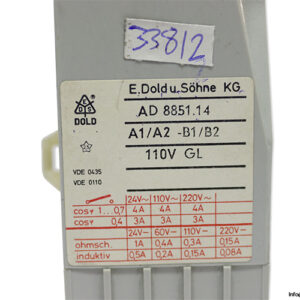 33812
E.Dold u. Söhne KG
DOLD
AD 8851.14
A1/A2 -B1/B2
110V GL
VDE 0435
VDE 0110
24V~ 110V~ 220V~
cosγ 1...0,7 4A 4A 4A
cosγ 0,4 3A 3A 3A
24V- 60V- 110V- 220V-
ohmsch. 1A 0,4A 0,3A 0,15A
induktiv 0,5A 0,2A 0,15A 0,08A